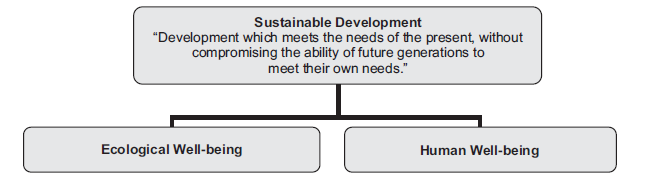 Sustainable Development
“Development which meets the needs of the present, without
compromising the ability of future generations to
meet their own needs.”
Ecological Well-being
Human Well-being